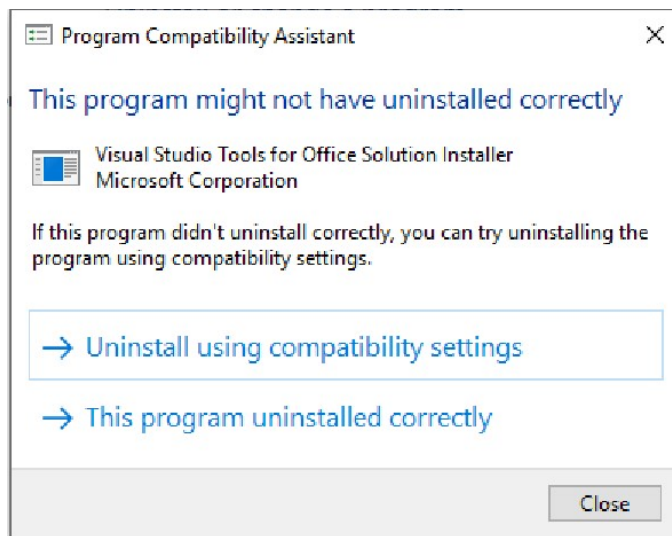 Program Compatibility Assistant
This program might not have uninstalled correctly
Visual Studio Tools for Office Solution Installer
Microsoft Corporation
If this program didn't uninstall correctly, you can try uninstalling the
program using compatibility settings.
Uninstall using compatibility settings
This program uninstalled correctly
Close